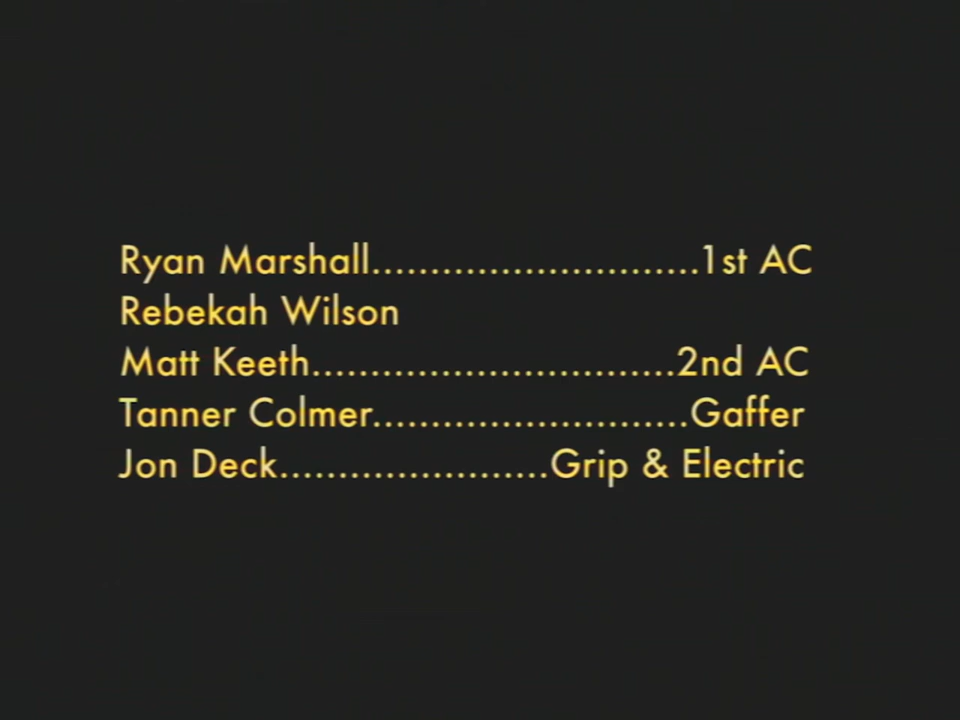 Ryan Marshall............................1st AC
Rebekah Wilson
Matt Keeth...............................2nd AC
Tanner Colmer...........................Gaffer
Jon Deck.......................Grip & Electric